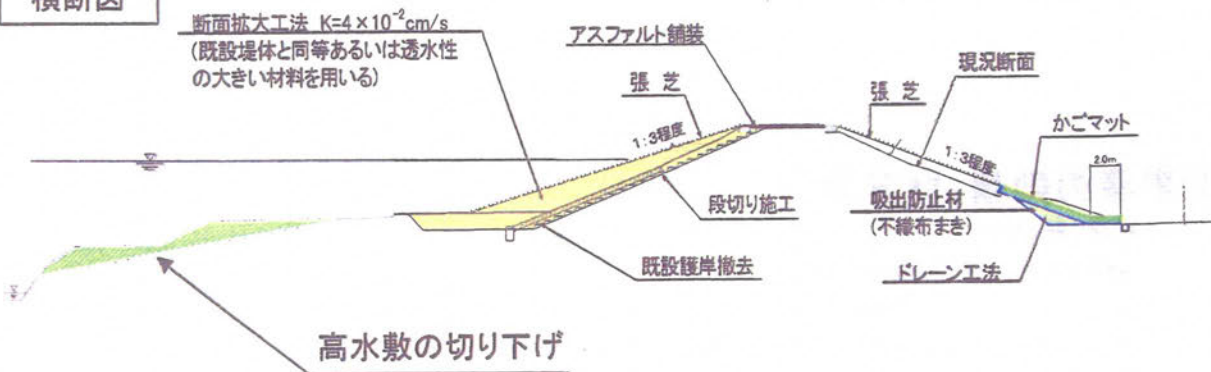 横断図
断面拡大工法 K=4×10⁻²cm/s
(既設堤体と同等あるいは透水性
の大きい材料を用いる)
アスファルト舗装
張 芝
1:3程度
現況断面
張 芝
かごマット
1:3程度
2.0m
段切り施工
吸出防止材
(不織布まき)
既設護岸撤去
ドレーン工法
高水敷の切り下げ